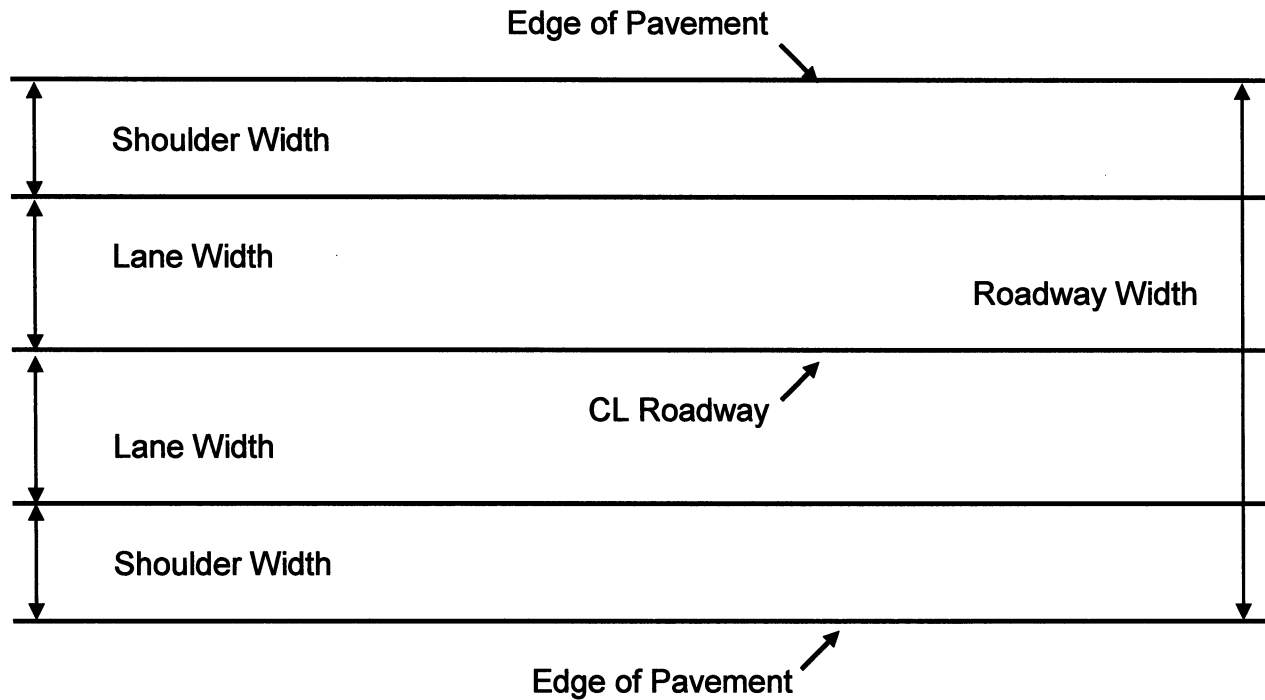 Edge of Pavement
Shoulder Width
Lane Width
Roadway Width
CL Roadway
Lane Width
Shoulder Width
Edge of Pavement